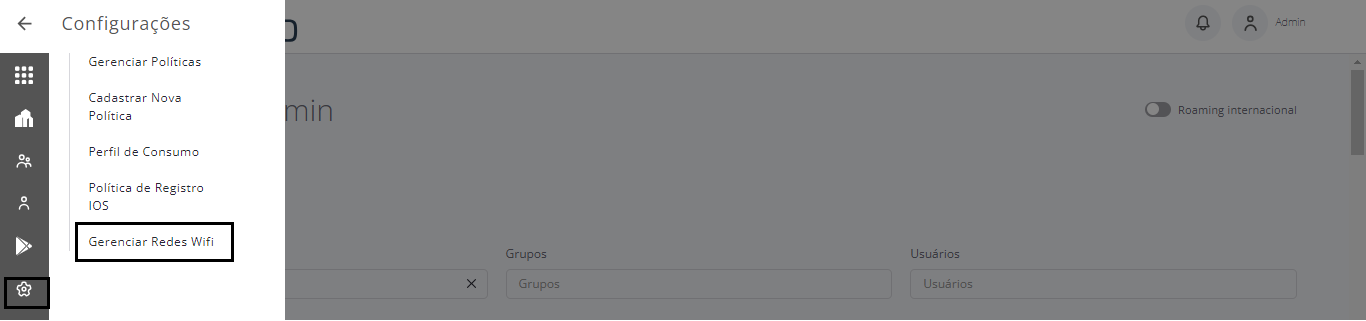 Configurações
Admin
Gerenciar Políticas
Cadastrar Nova
Política
min
Roaming internacional
Perfil de Consumo
Política de Registro
IOS
Gerenciar Redes Wifi
Grupos
Usuários
Grupos
Usuários